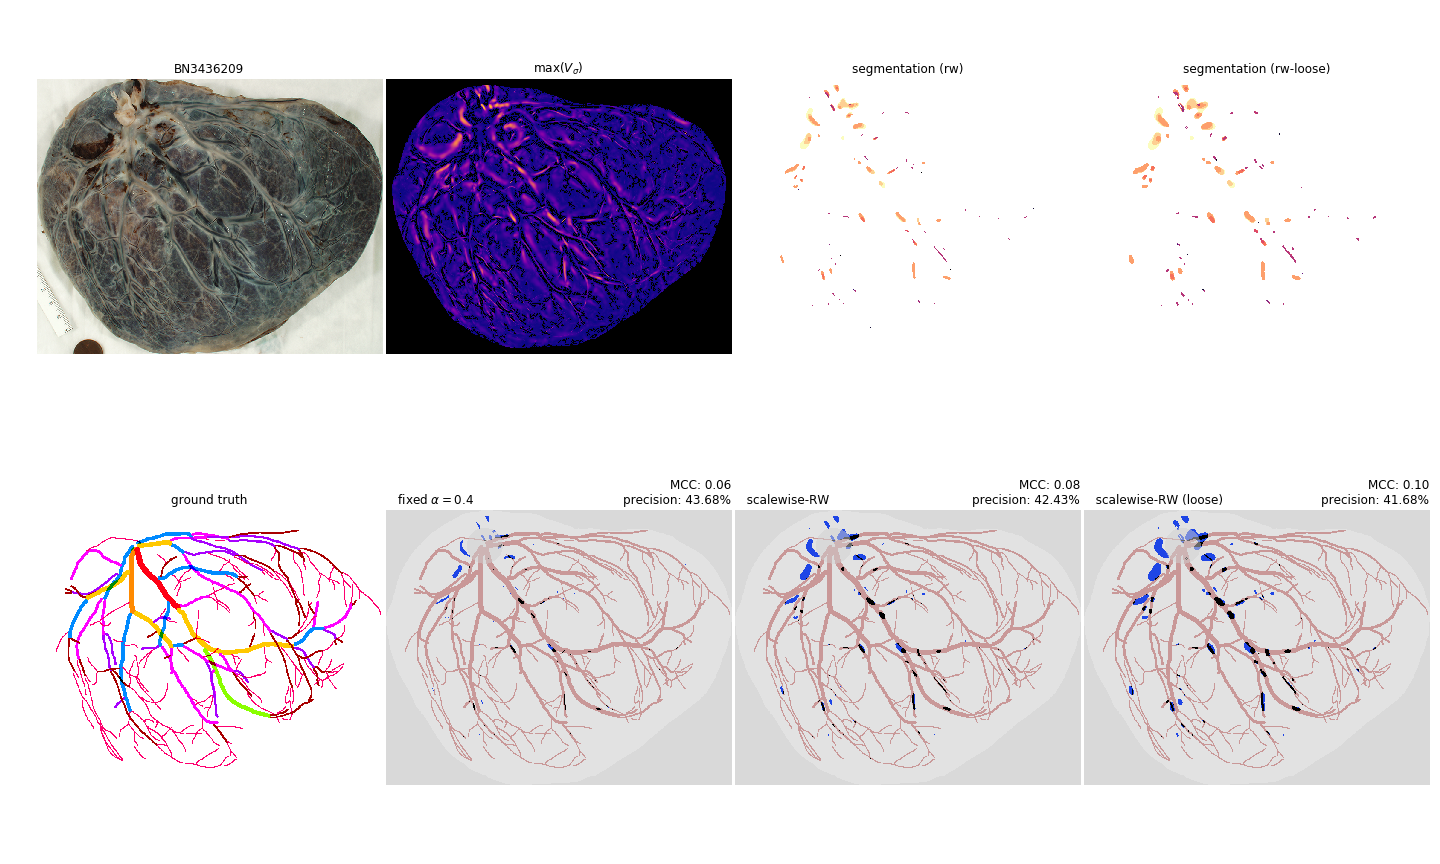 BN3436209
max(V_σ)
segmentation (rw)
segmentation (rw-loose)
ground truth
fixed α = 0.4
MCC: 0.06
precision: 43.68%
scalewise-RW
MCC: 0.08
precision: 42.43%
scalewise-RW (loose)
MCC: 0.10
precision: 41.68%